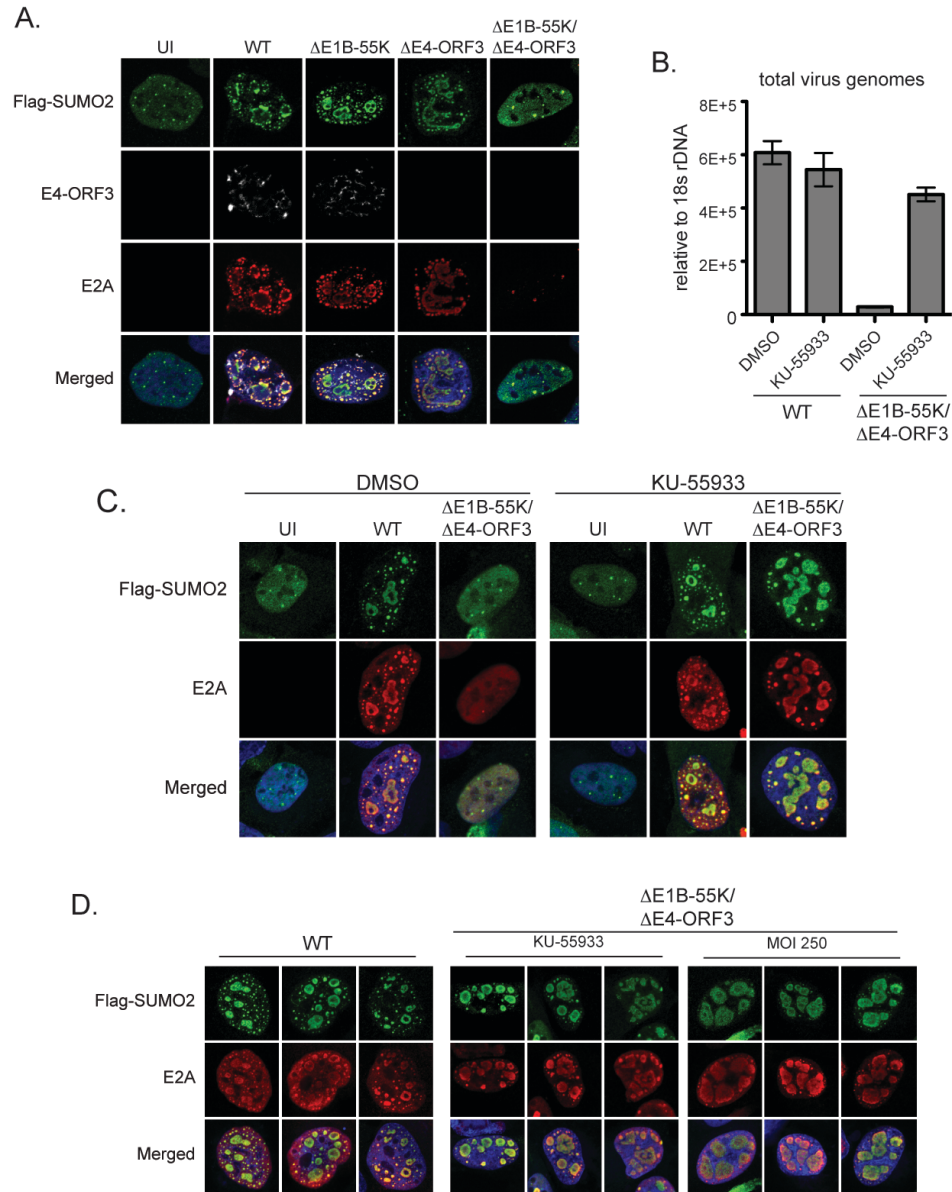 A.
UI
WT
ΔE1B-55K
ΔE4-ORF3
ΔE1B-55K/
ΔE4-ORF3
Flag-SUMO2
E4-ORF3
E2A
Merged
B.
total virus genomes
relative to 18s rDNA
8E+5
6E+5
4E+5
2E+5
0
DMSO
KU-55933
DMSO
KU-55933
WT
ΔE1B-55K/
ΔE4-ORF3
C.
DMSO
KU-55933
UI
WT
ΔE1B-55K/
ΔE4-ORF3
UI
WT
ΔE1B-55K/
ΔE4-ORF3
Flag-SUMO2
E2A
Merged
D.
WT
ΔE1B-55K/
ΔE4-ORF3
KU-55933
MOI 250
Flag-SUMO2
E2A
Merged